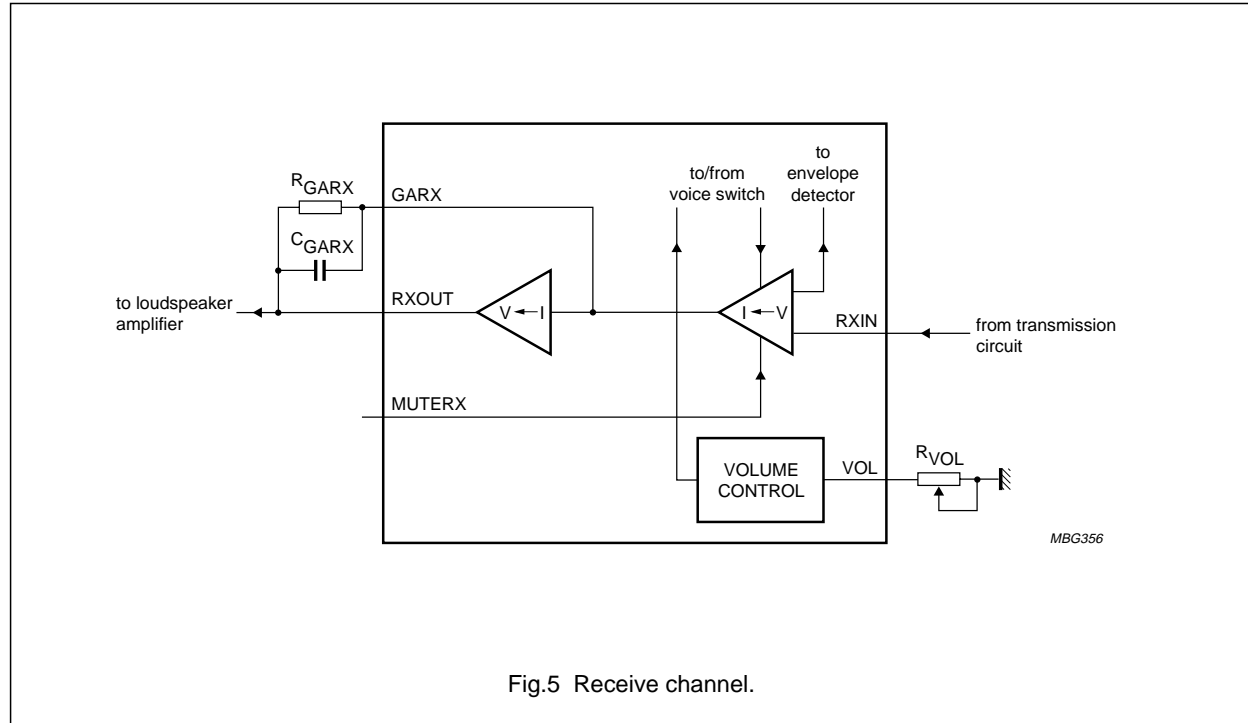 to/from
voice switch
to
envelope
detector
RGARX
GARX
CGARX
to loudspeaker
amplifier
RXOUT
V
I
I
V
RXIN
from transmission
circuit
MUTERX
VOLUME
CONTROL
VOL
RVOL
MBG356
Fig.5 Receive channel.